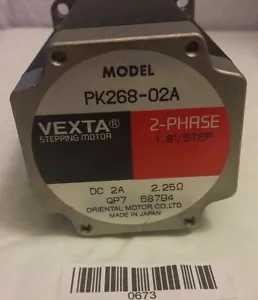 MODEL
PK268-02A
VEXTA®
STEPPING MOTOR
2-PHASE
1.8°/STEP
DC 2A 2.25Ω
QP7 68794
ORIENTAL MOTOR CO.LTD
MADE IN JAPAN
0673